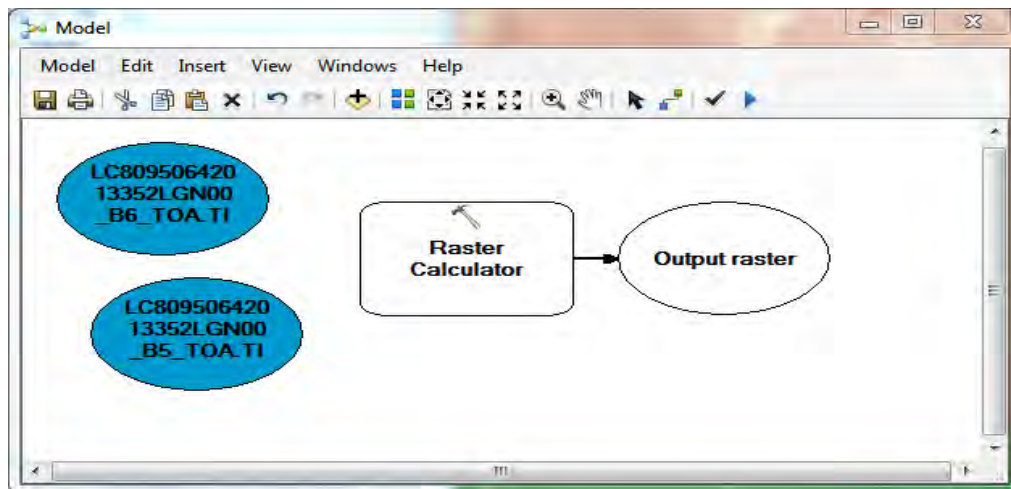 Model
Model Edit Insert View Windows Help
LC809506420
13352LGN00
_B6_TOA.TI
Raster
Calculator
Output raster
LC809506420
13352LGN00
_B5_TOA.TI